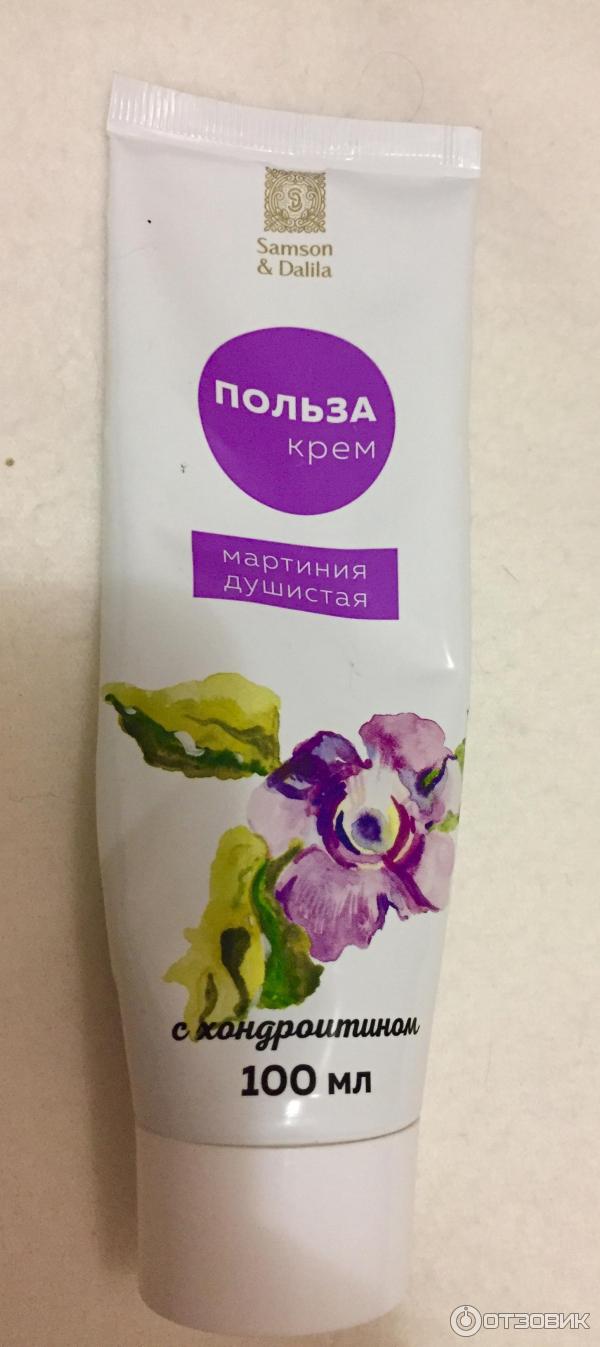 Samson
& Dalila
ПОЛЬЗА
крем
мартиния
душистая
с хондроитином
100 мл
ОТЗОВИК